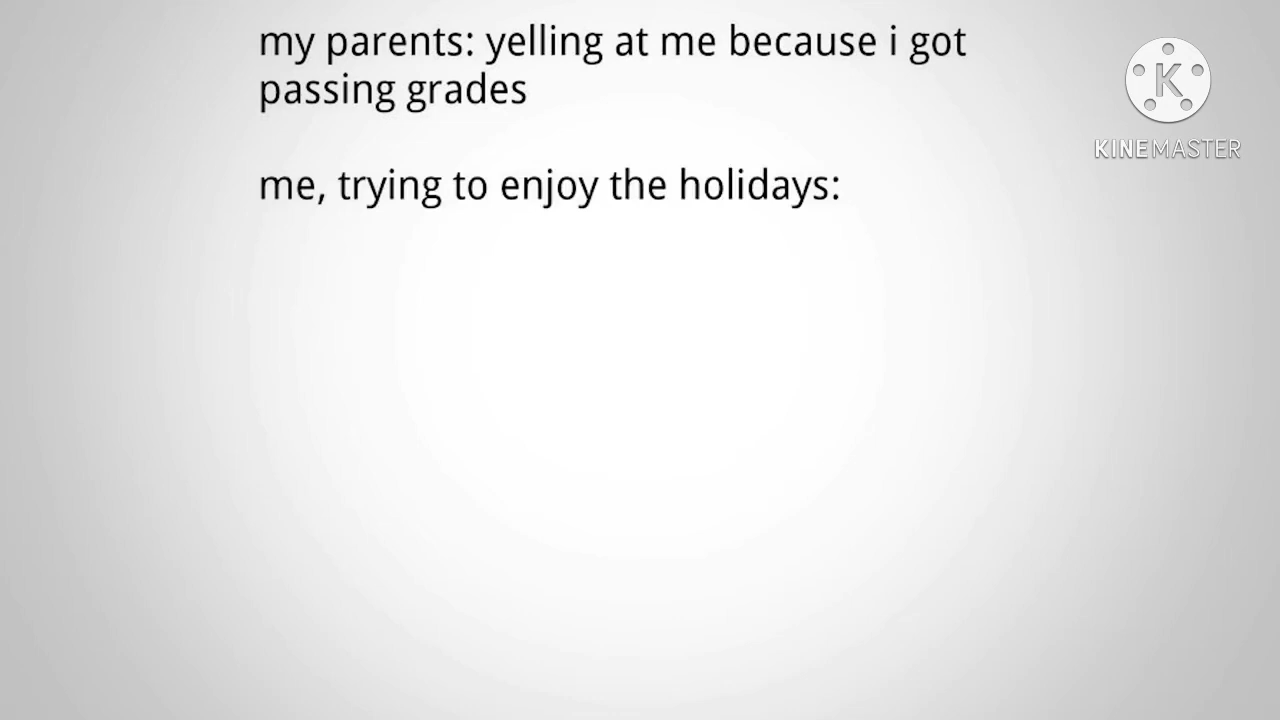 my parents: yelling at me because i got
passing grades
me, trying to enjoy the holidays:
KINEMASTER
K